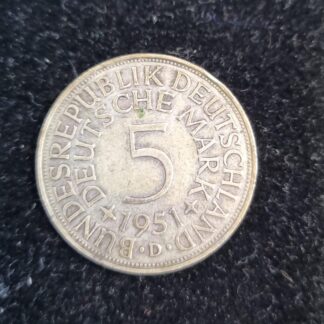 BUNDESREPUBLIK DEUTSCHLAND
DEUTSCHE MARK
5
1951
D